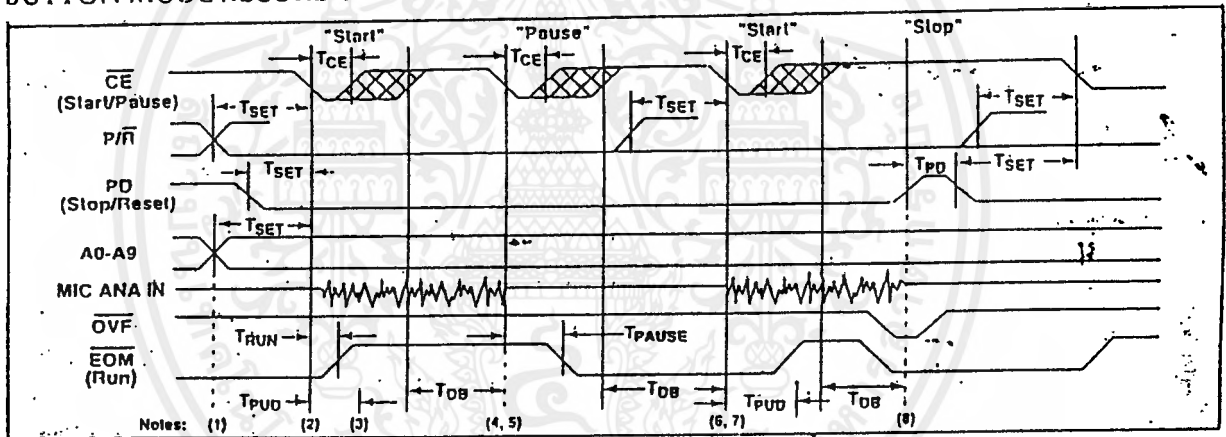 "Start" "Pause" "Start" "Stop"
TCE TCE TCE
CE
(Start/Pause)
TSET TSET TSET
P/R
TSET TPD TSET
PD
(Stop/Reset)
TSET
A0-A9
MIC ANA IN
OVF
TRUN TPAUSE
EOM
(Run)
TDB TDB TDB
TPUD TPUD
Notes: (1) (2) (3) (4, 5) (6, 7) (8)